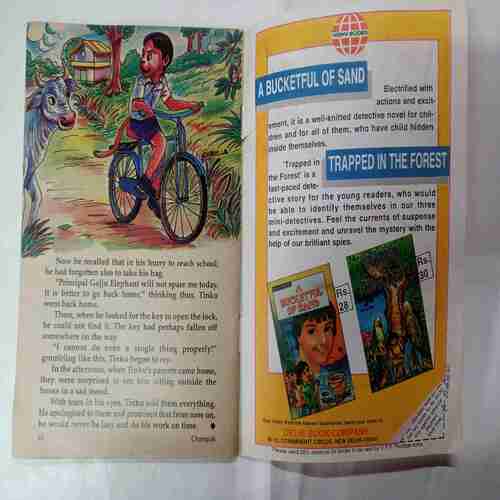 Now he recalled that in his hurry to reach school,
he had forgotten also to take his bag.
"Principal Gajju Elephant will not spare me today.
It is better to go back home," thinking thus, Tinku
went back home.
There, when he looked for the key to open the lock,
he could not find it. The key had perhaps fallen off
somewhere on the way.
"I cannot do even a single thing properly!"
grumbling like this, Tinku began to cry.
In the afternoon, when Tinku's parents came home,
they were surprised to see him sitting outside the
house in a sad mood.
With tears in his eyes, Tinku told them everything.
He apologised to them and promised that from now on,
he would never be lazy and do his work on time.
Champak
A BUCKETFUL OF SAND
Electrified with
actions and excit-
ement, it is a well-knitted detective novel for chil-
dren and for all of them, who have child hidden
inside themselves.
TRAPPED IN THE FOREST
'Trapped in
the Forest' is a
fast-paced dete-
ctive story for the young readers, who would
be able to identify themselves in our three
mini-detectives. Feel the currents of suspense
and excitement and unravel the mystery with the
help of our brilliant spies.
A
BUCKETFUL
OF SAND
Rs.
28
Rs.
30
DELHI BOOK COMPANY